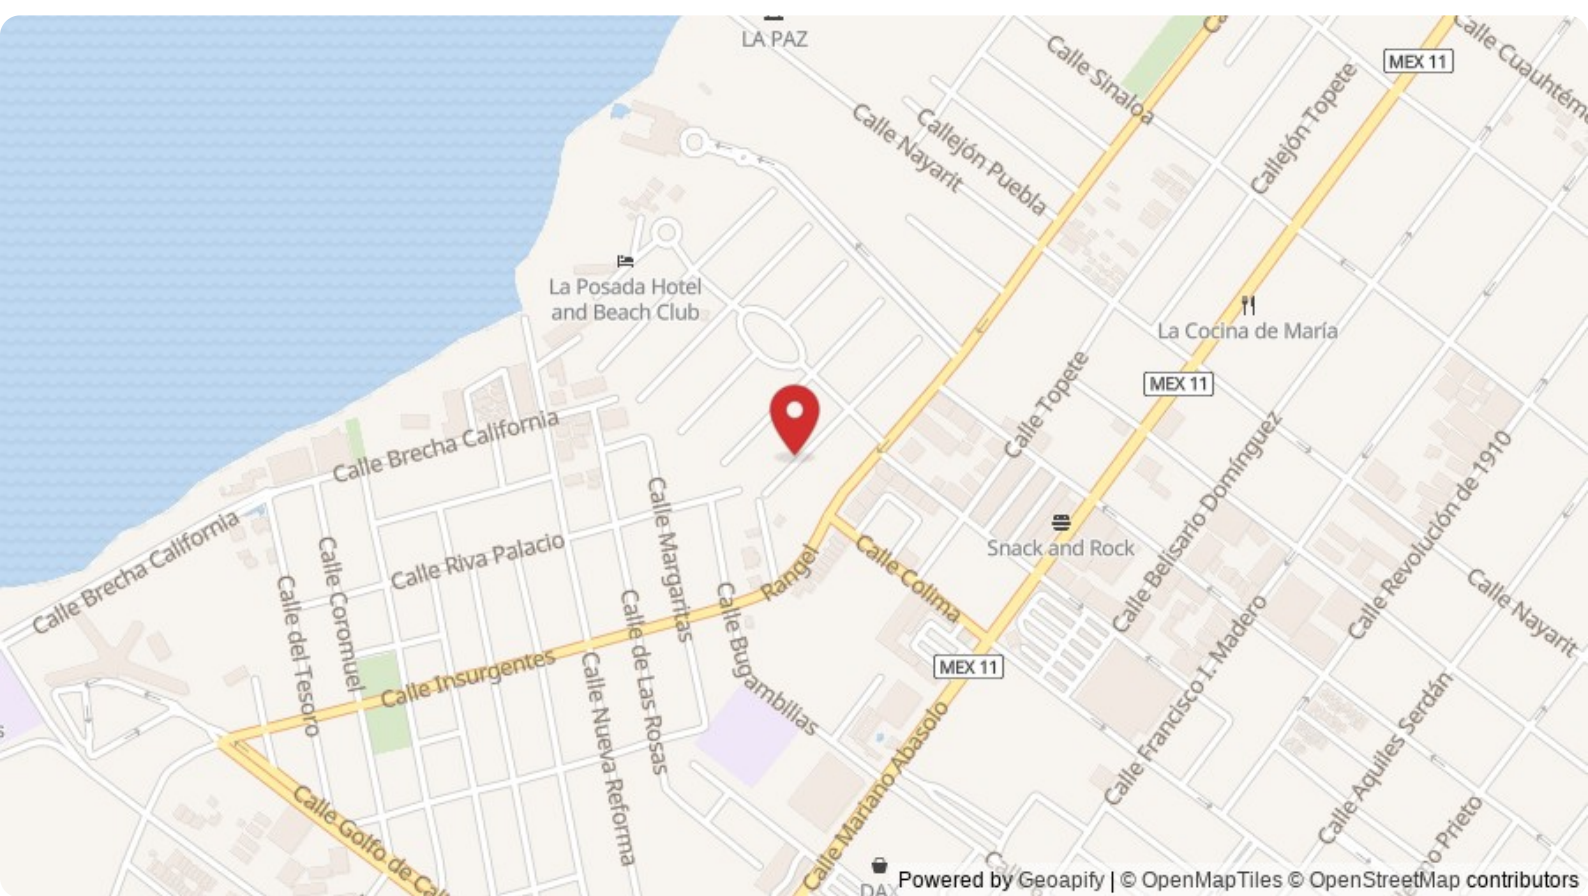 LA PAZ
Calle Sinaloa
MEX 11
Calle Nayarit
Callejón Puebla
Callejón Topete
La Posada Hotel
and Beach Club
La Cocina de María
MEX 11
Calle Topete
Calle Brecha California
Calle Belisario Domínguez
Calle Revolución de 1910
Snack and Rock
Calle Brecha California
Calle Riva Palacio
Calle Coromuel
Calle del Tesoro
Calle Margaritas
Calle de Las Rosas
Calle Bugambilias
Rangel
Calle Colima
Calle Nayarit
Calle Insurgentes
Calle Nueva Reforma
MEX 11
Calle Francisco I. Madero
Calle Aquiles Serdán
Calle Mariano Abasolo
Calle Golfo de
Prieto
DAX
Powered by Geoapify | © OpenMapTiles © OpenStreetMap contributors